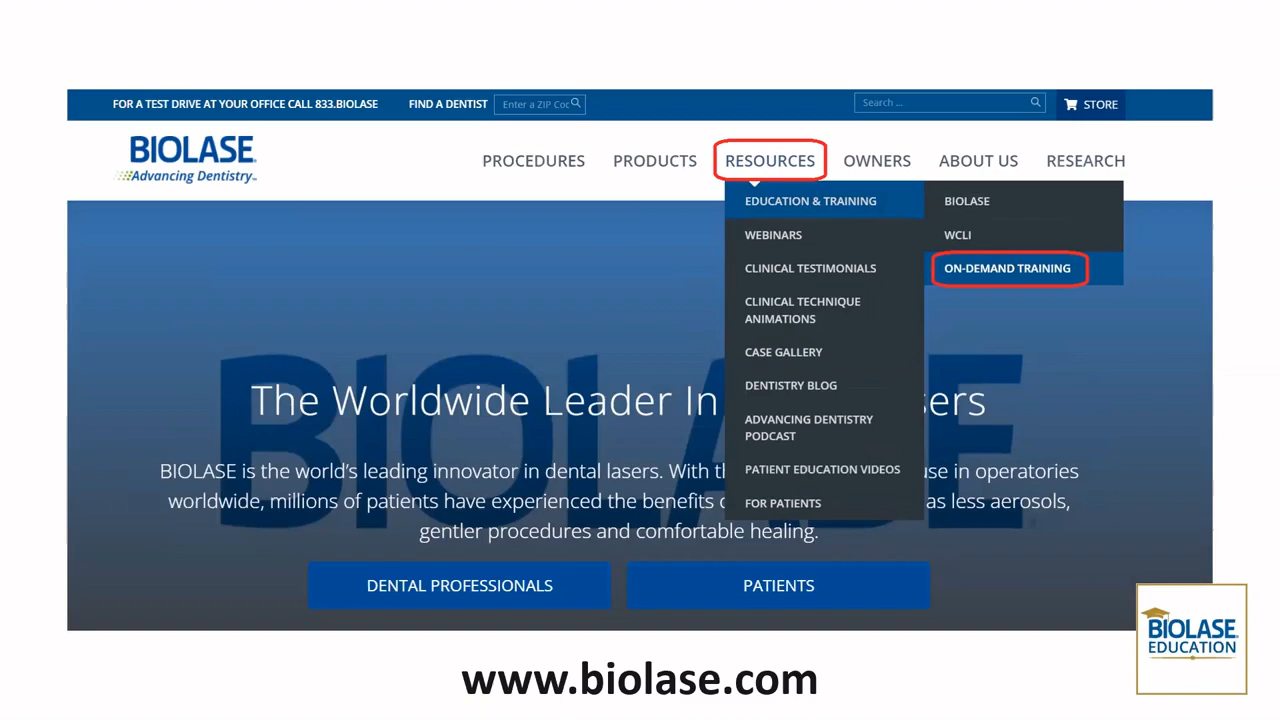 FOR A TEST DRIVE AT YOUR OFFICE CALL 833.BIOLASE
FIND A DENTIST
Enter a ZIP Coc
Search ...
STORE
BIOLASE
Advancing Dentistry™
PROCEDURES
PRODUCTS
RESOURCES
OWNERS
ABOUT US
RESEARCH
EDUCATION & TRAINING
WEBINARS
CLINICAL TESTIMONIALS
CLINICAL TECHNIQUE
ANIMATIONS
CASE GALLERY
DENTISTRY BLOG
ADVANCING DENTISTRY
PODCAST
PATIENT EDUCATION VIDEOS
FOR PATIENTS
BIOLASE
WCLI
ON-DEMAND TRAINING
BIOLASE
The Worldwide Leader In sers
BIOLASE is the world's leading innovator in dental lasers. With th use in operatories
worldwide, millions of patients have experienced the benefits as less aerosols,
gentler procedures and comfortable healing.
DENTAL PROFESSIONALS
PATIENTS
BIOLASE
EDUCATION
www.biolase.com